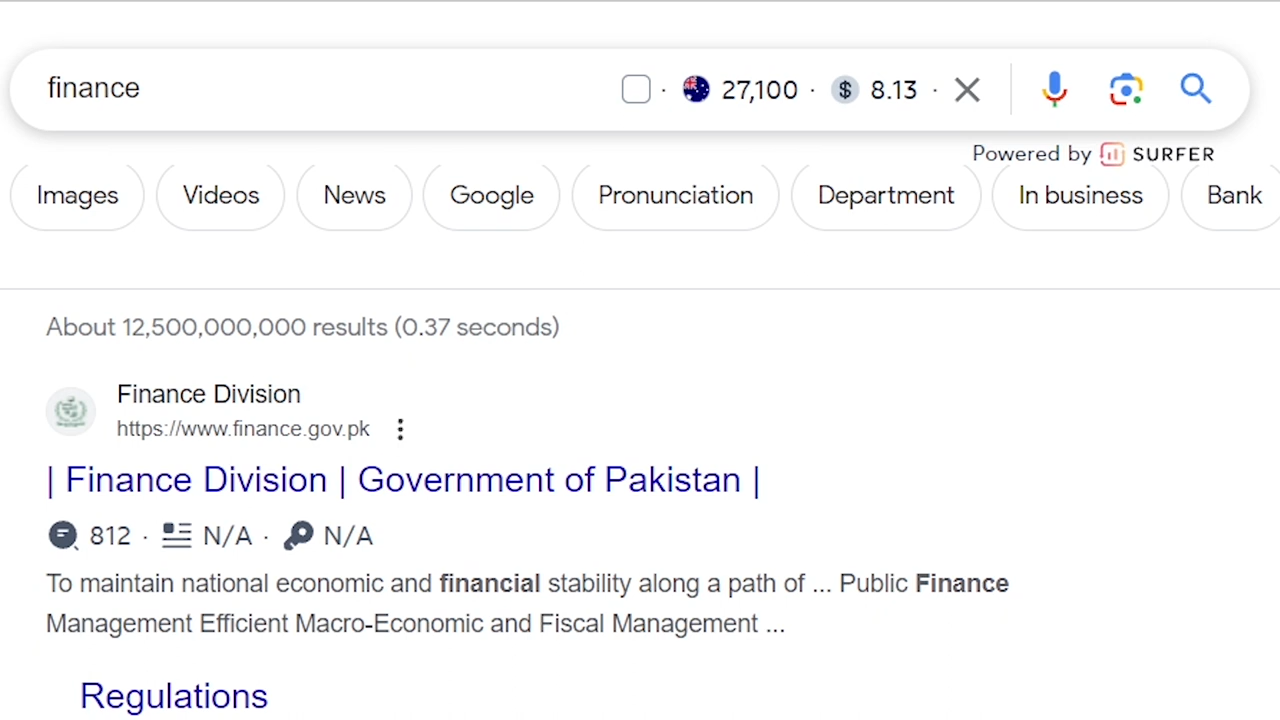 finance · 27,100 · $ 8.13 ·
Powered by SURFER
Images Videos News Google Pronunciation Department In business Bank
About 12,500,000,000 results (0.37 seconds)
Finance Division
https://www.finance.gov.pk
| Finance Division | Government of Pakistan |
812 · N/A · N/A
To maintain national economic and financial stability along a path of ... Public Finance
Management Efficient Macro-Economic and Fiscal Management ...
Regulations